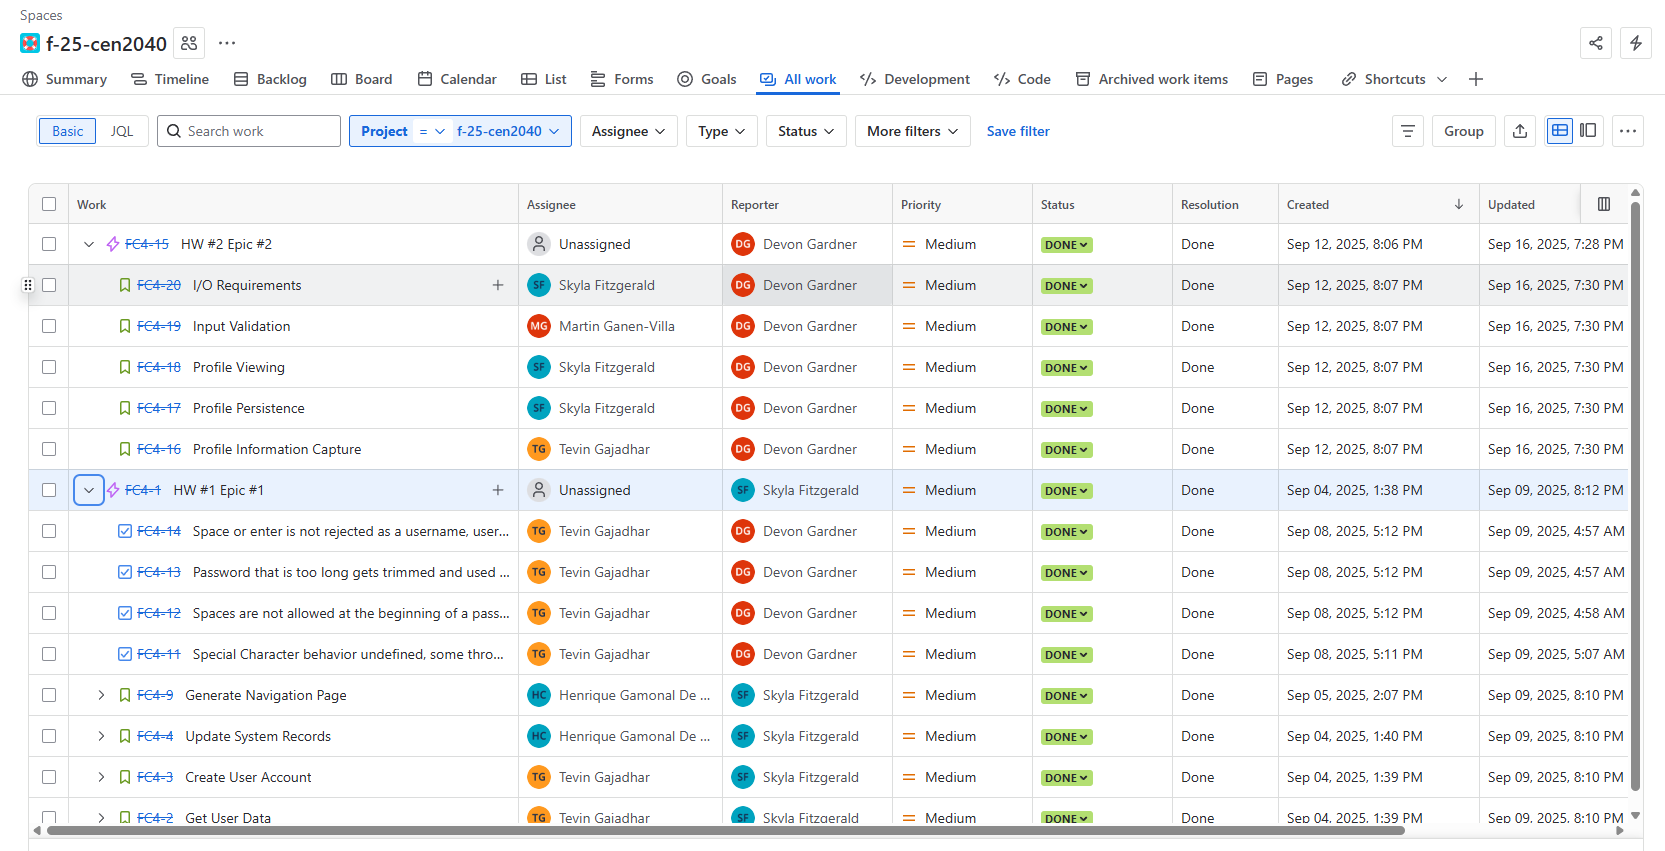 Spaces
f-25-cen2040
Summary Timeline Backlog Board Calendar List Forms Goals All work Development Code Archived work items Pages Shortcuts
Basic JQL Search work Project = f-25-cen2040 Assignee Type Status More filters Save filter Group
Work Assignee Reporter Priority Status Resolution Created Updated
FC4-15 HW #2 Epic #2 Unassigned DG Devon Gardner Medium DONE Done Sep 12, 2025, 8:06 PM Sep 16, 2025, 7:28 PM
FC4-20 I/O Requirements SF Skyla Fitzgerald DG Devon Gardner Medium DONE Done Sep 12, 2025, 8:07 PM Sep 16, 2025, 7:30 PM
FC4-19 Input Validation MG Martin Ganen-Villa DG Devon Gardner Medium DONE Done Sep 12, 2025, 8:07 PM Sep 16, 2025, 7:30 PM
FC4-18 Profile Viewing SF Skyla Fitzgerald DG Devon Gardner Medium DONE Done Sep 12, 2025, 8:07 PM Sep 16, 2025, 7:30 PM
FC4-17 Profile Persistence SF Skyla Fitzgerald DG Devon Gardner Medium DONE Done Sep 12, 2025, 8:07 PM Sep 16, 2025, 7:30 PM
FC4-16 Profile Information Capture TG Tevin Gajadhar DG Devon Gardner Medium DONE Done Sep 12, 2025, 8:07 PM Sep 16, 2025, 7:30 PM
FC4-1 HW #1 Epic #1 Unassigned SF Skyla Fitzgerald Medium DONE Done Sep 04, 2025, 1:38 PM Sep 09, 2025, 8:12 PM
FC4-14 Space or enter is not rejected as a username, user... TG Tevin Gajadhar DG Devon Gardner Medium DONE Done Sep 08, 2025, 5:12 PM Sep 09, 2025, 4:57 AM
FC4-13 Password that is too long gets trimmed and used ... TG Tevin Gajadhar DG Devon Gardner Medium DONE Done Sep 08, 2025, 5:12 PM Sep 09, 2025, 4:57 AM
FC4-12 Spaces are not allowed at the beginning of a pass... TG Tevin Gajadhar DG Devon Gardner Medium DONE Done Sep 08, 2025, 5:12 PM Sep 09, 2025, 4:58 AM
FC4-11 Special Character behavior undefined, some thro... TG Tevin Gajadhar DG Devon Gardner Medium DONE Done Sep 08, 2025, 5:11 PM Sep 09, 2025, 5:07 AM
FC4-9 Generate Navigation Page HC Henrique Gamonal De ... SF Skyla Fitzgerald Medium DONE Done Sep 05, 2025, 2:07 PM Sep 09, 2025, 8:10 PM
FC4-4 Update System Records HC Henrique Gamonal De ... SF Skyla Fitzgerald Medium DONE Done Sep 04, 2025, 1:40 PM Sep 09, 2025, 8:10 PM
FC4-3 Create User Account TG Tevin Gajadhar SF Skyla Fitzgerald Medium DONE Done Sep 04, 2025, 1:39 PM Sep 09, 2025, 8:10 PM
FC4-2 Get User Data TG Tevin Gajadhar SF Skyla Fitzgerald Medium DONE Done Sep 04, 2025, 1:39 PM Sep 09, 2025, 8:10 PM